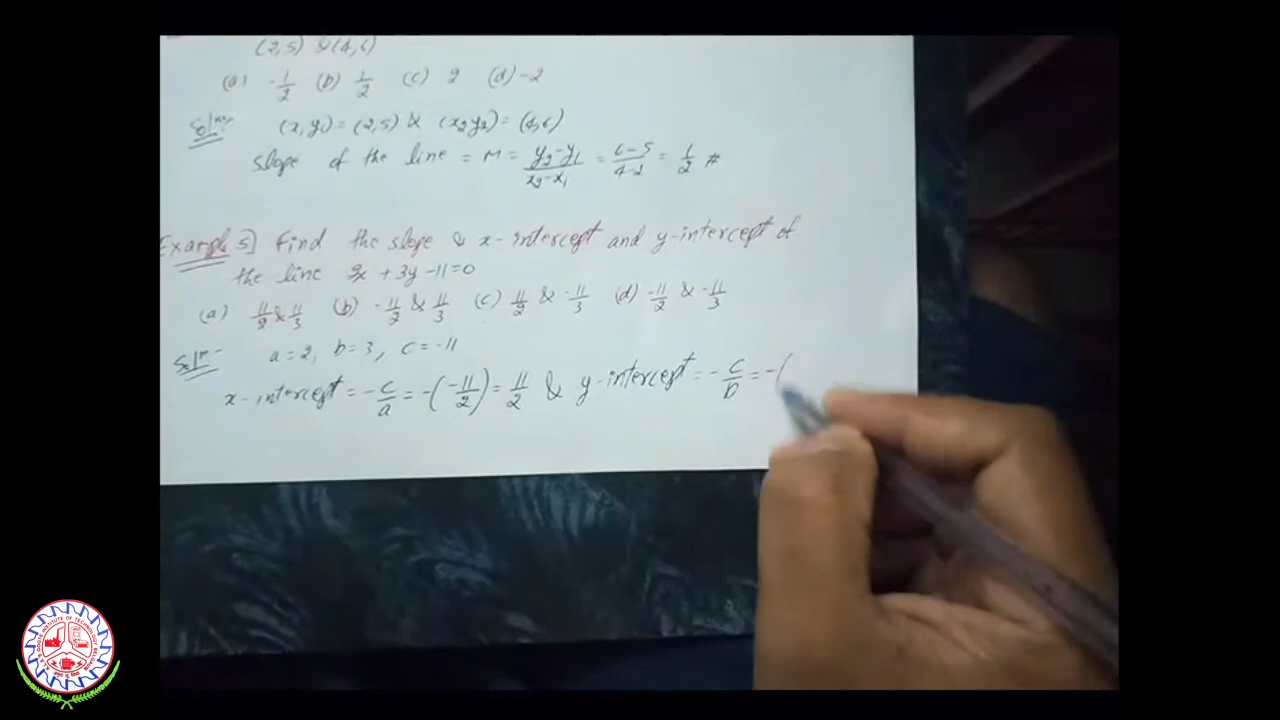 (2,5) & (4,6)
(a) -1/2 (b) 1/2 (c) 2 (d) -2
Soln:-
(x,y1) = (2,5) & (x2y2) = (4,6)
slope of the line = M = y2-y1/x2-x1 = 6-5/4-2 = 1/2 #
Example 5] Find the slope & x-intercept and y-intercept of
the line 2x + 3y -11=0
(a) 11/2 & 11/3 (b) -11/2 & 11/3 (c) 11/2 & -11/3 (d) -11/2 & -11/3
Soln:- a=2, b=3, c=-11
x-intercept = -c/a = -(-11/2) = 11/2 & y-intercept = -c/b = -(